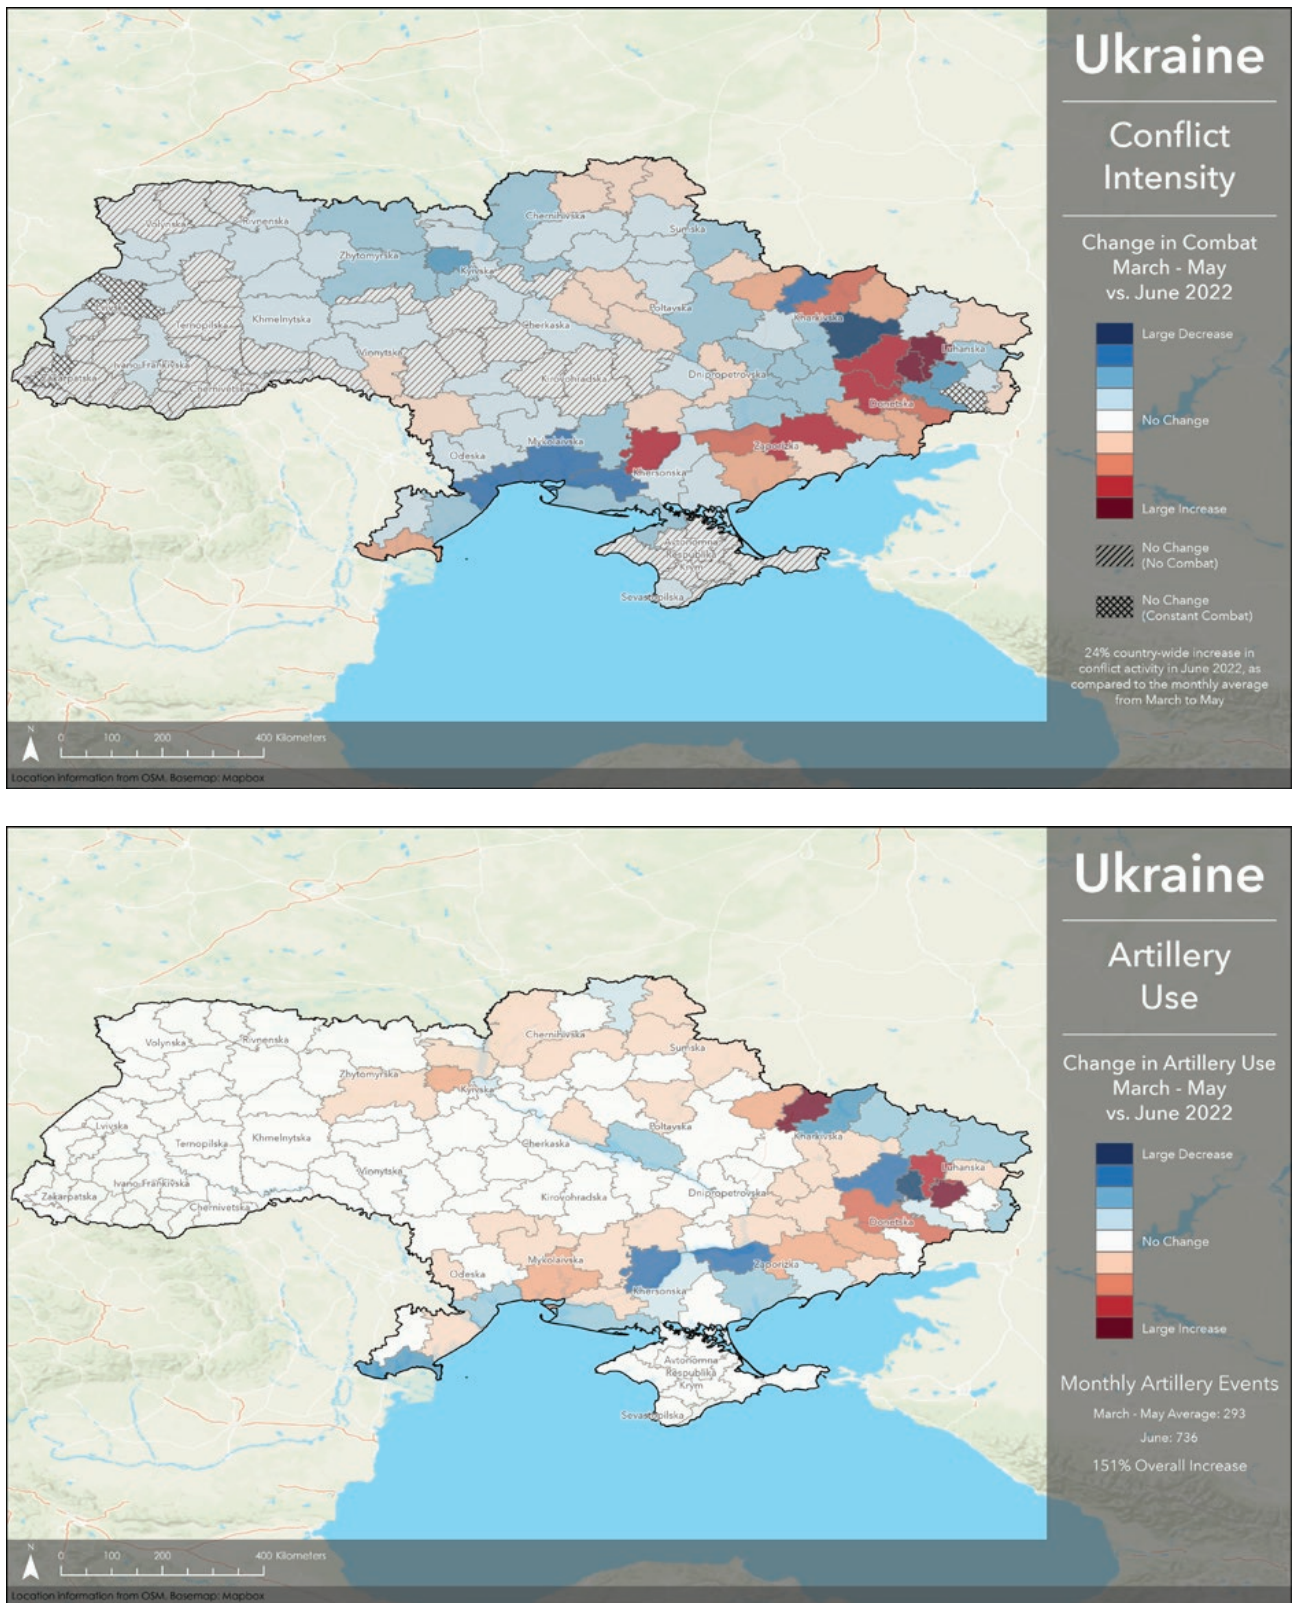 Ukraine
Conflict
Intensity
Change in Combat
March - May
vs. June 2022
Large Decrease
No Change
Large Increase
No Change
(No Combat)
No Change
(Constant Combat)
24% country-wide increase in
conflict activity in June 2022, as
compared to the monthly average
from March to May
Volynska
Rivnenska
Chernihivska
Sumska
Zhytomyrska
Kyivska
Poltavska
Kharkivska
Ternopilska
Khmelnytska
Cherkaska
Luhanska
Vinnytska
Ivano Frankivska
Zakarpatska
Chernivetska
Kirovohradska
Dnipropetrovska
Donetska
Mykolaivska
Odeska
Zaporizka
Khersonska
Avtonomna
Respublika
Krym
Sevastopilska
N
0 100 200 400 Kilometers
Location information from OSM. Basemap: Mapbox
Ukraine
Artillery
Use
Change in Artillery Use
March - May
vs. June 2022
Large Decrease
No Change
Large Increase
Monthly Artillery Events
March - May Average: 293
June: 736
151% Overall Increase
Volynska
Rivnenska
Chernihivska
Sumska
Zhytomyrska
Kyivska
Lvivska
Poltavska
Kharkivska
Ternopilska
Khmelnytska
Cherkaska
Luhanska
Vinnytska
Ivano Frankivska
Zakarpatska
Chernivetska
Kirovohradska
Dnipropetrovska
Donetska
Mykolaivska
Odeska
Zaporizka
Khersonska
Avtonomna
Respublika
Krym
Sevastopilska
N
0 100 200 400 Kilometers
Location information from OSM. Basemap: Mapbox